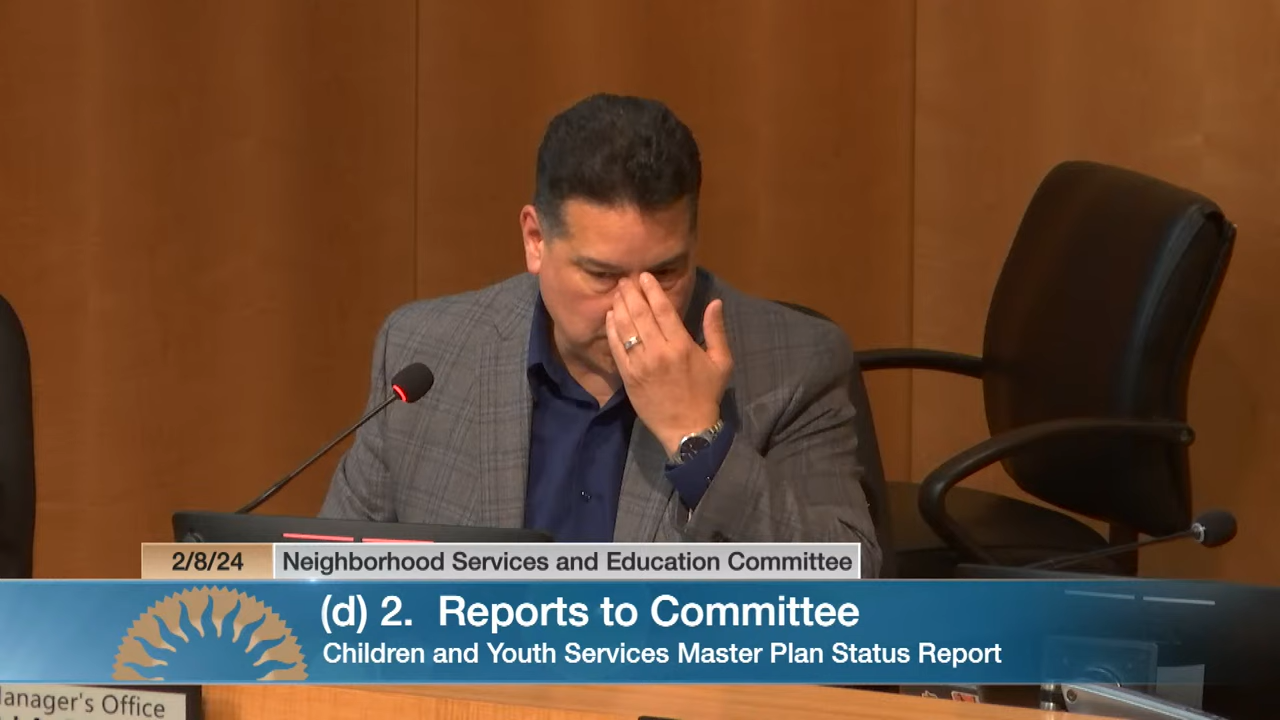 2/8/24 Neighborhood Services and Education Committee
(d) 2. Reports to Committee
Children and Youth Services Master Plan Status Report
Manager's Office